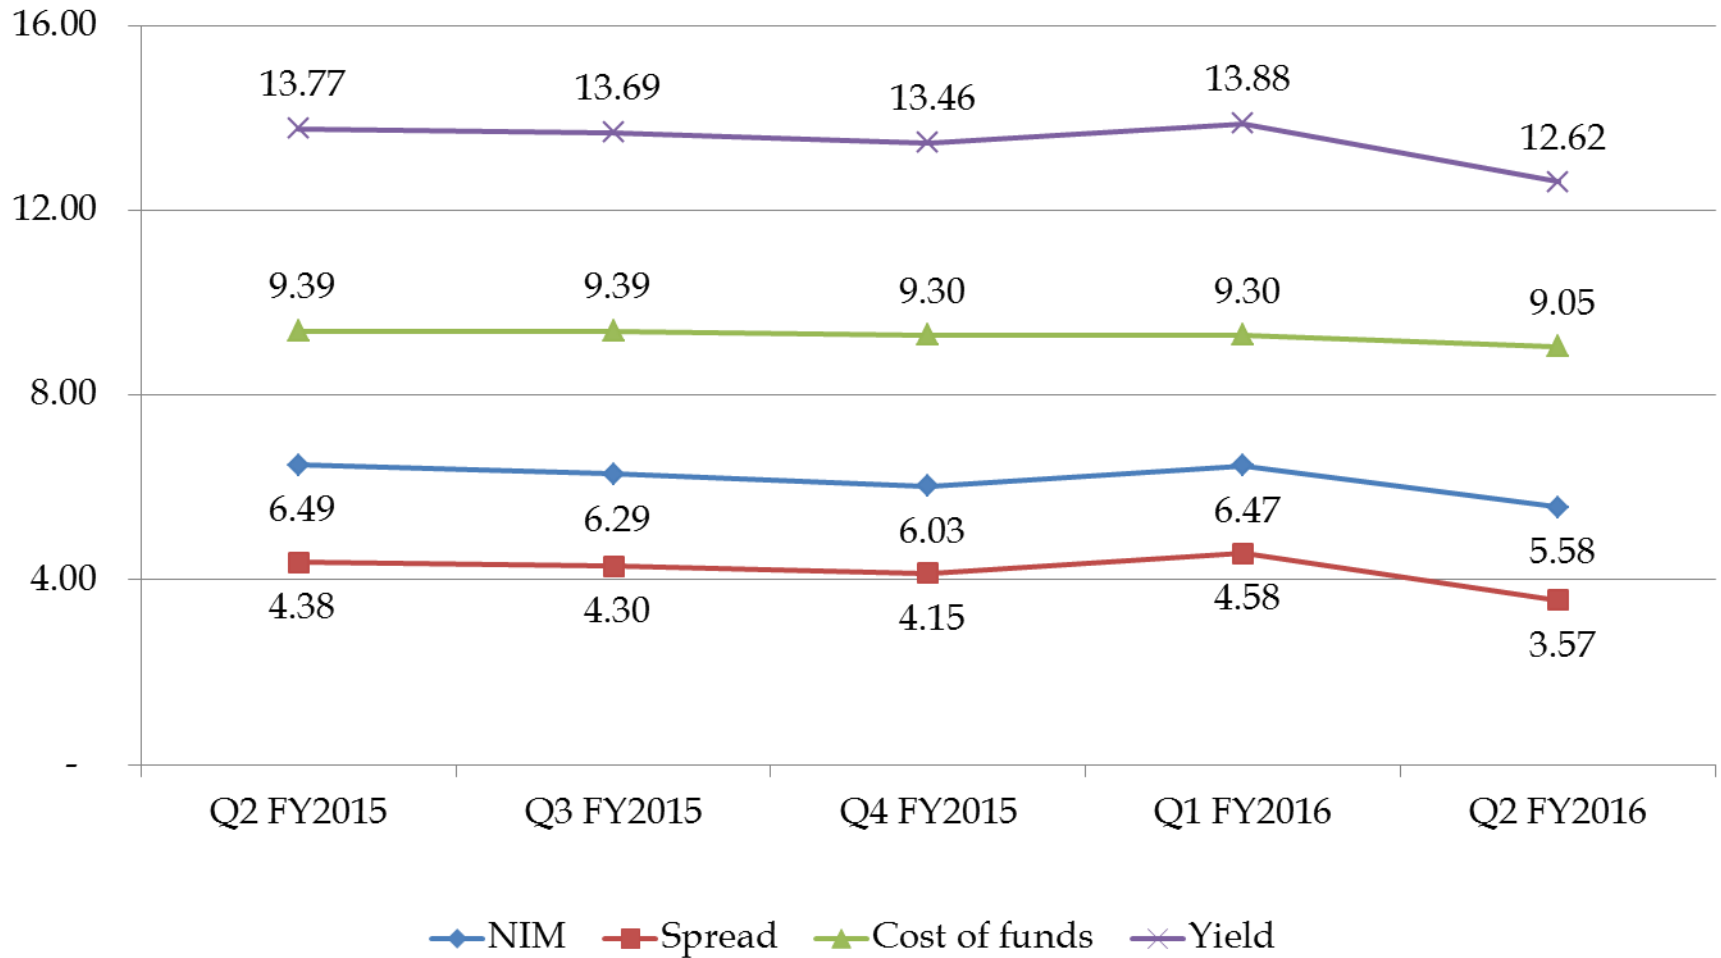 16.00
13.77 13.69 13.46 13.88 12.62
12.00
9.39 9.39 9.30 9.30 9.05
8.00
6.49 6.29 6.03 6.47 5.58
4.00
4.38 4.30 4.15 4.58 3.57
-
Q2 FY2015 Q3 FY2015 Q4 FY2015 Q1 FY2016 Q2 FY2016
NIM Spread Cost of funds Yield